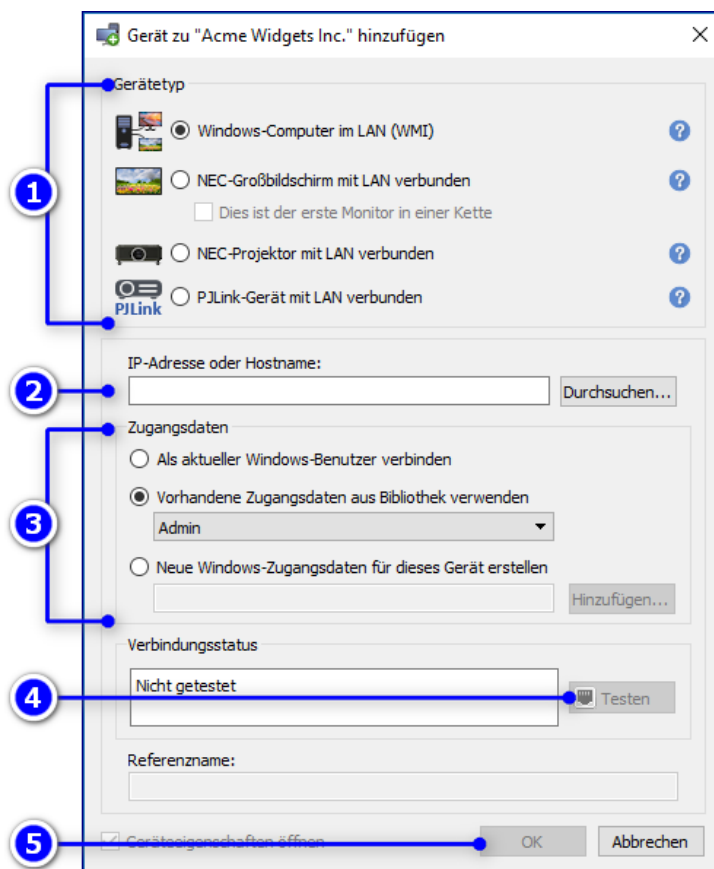 Gerät zu "Acme Widgets Inc." hinzufügen
1
Gerätetyp
Windows-Computer im LAN (WMI)
?
NEC-Großbildschirm mit LAN verbunden
?
Dies ist der erste Monitor in einer Kette
NEC-Projektor mit LAN verbunden
?
PJLink
PJLink-Gerät mit LAN verbunden
?
2
IP-Adresse oder Hostname:
Durchsuchen...
3
Zugangsdaten
Als aktueller Windows-Benutzer verbinden
Vorhandene Zugangsdaten aus Bibliothek verwenden
Admin
Neue Windows-Zugangsdaten für dieses Gerät erstellen
Hinzufügen...
Verbindungsstatus
4
Nicht getestet
Testen
Referenzname:
5
Geräteeigenschaften öffnen
OK
Abbrechen